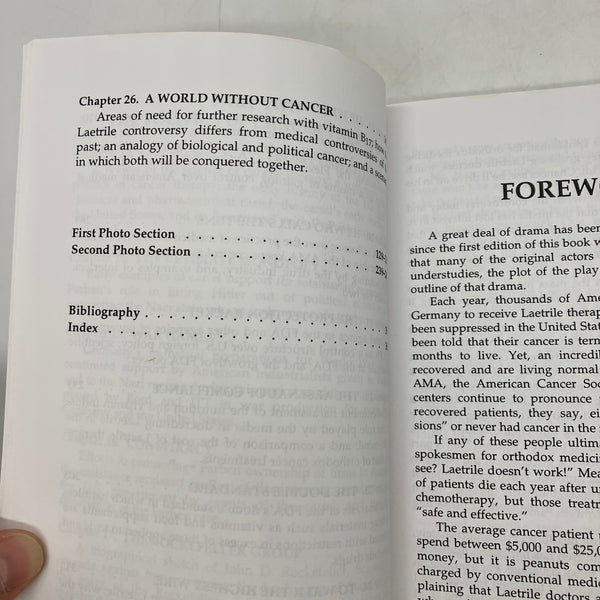 Chapter 26. A WORLD WITHOUT CANCER . . . . .
Areas of need for further research with vitamin B17; how
Laetrile controversy differs from medical controversies of
past; an analogy of biological and political cancer; and a
in which both will be conquered together.
First Photo Section . . . . . . . . . . . . . . .
Second Photo Section . . . . . . . . . . . . . .
Bibliography . . . . . . . . . . . . . . . . . .
Index . . . . . . . . . . . . . . . . . . . . .
FOREWO
A great deal of drama has been
since the first edition of this book w
that many of the original actors
understudies, the plot of the play
outline of that drama.
Each year, thousands of Ame
Germany to receive Laetrile therap
been suppressed in the United Stat
been told that their cancer is term
months to live. Yet, an incredib
recovered and are living normal
AMA, the American Cancer Soc
centers continue to pronounce
recovered patients, they say, ei
sions" or never had cancer in the
If any of these people ultima
spokesmen for orthodox medicin
see? Laetrile doesn't work!" Mea
of patients die each year after u
chemotherapy, but those treatm
"safe and effective."
The average cancer patient
spend between $5,000 and $25,0
money, but it is peanuts comp
charged by conventional medic
plaining that Laetrile doctors a